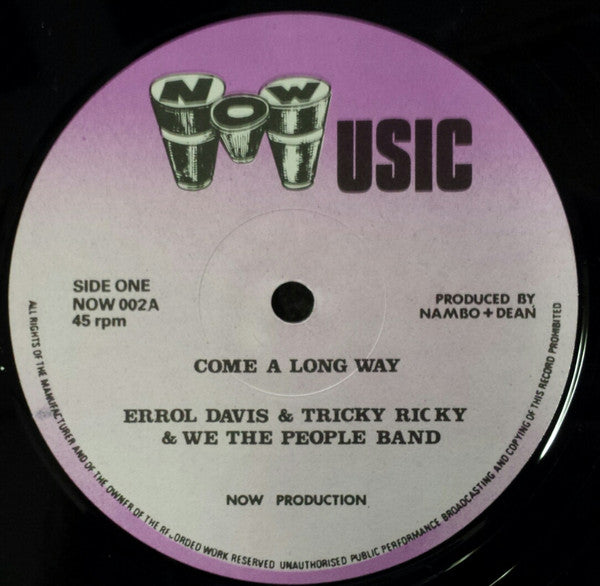 NOW
MUSIC
SIDE ONE
NOW 002A
45 rpm
PRODUCED BY
NAMBO + DEAN
COME A LONG WAY
ERROL DAVIS & TRICKY RICKY
& WE THE PEOPLE BAND
NOW PRODUCTION
ALL RIGHTS OF THE MANUFACTURER AND OF THE OWNER OF THE RECORDED WORK RESERVED UNAUTHORISED PUBLIC PERFORMANCE BROADCASTING AND COPYING OF THIS RECORD PROHIBITED